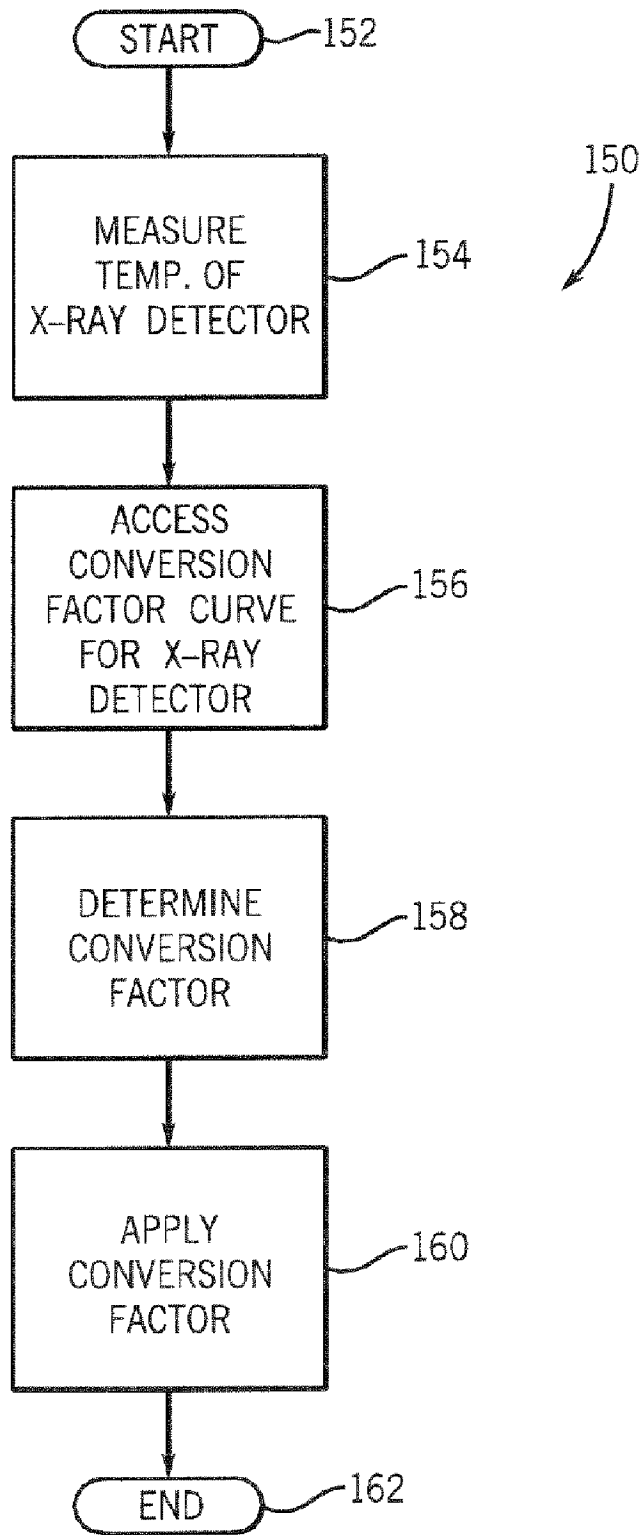 START
152
150
MEASURE
TEMP. OF
X-RAY DETECTOR
154
ACCESS
CONVERSION
FACTOR CURVE
FOR X-RAY
DETECTOR
156
DETERMINE
CONVERSION
FACTOR
158
APPLY
CONVERSION
FACTOR
160
END
162